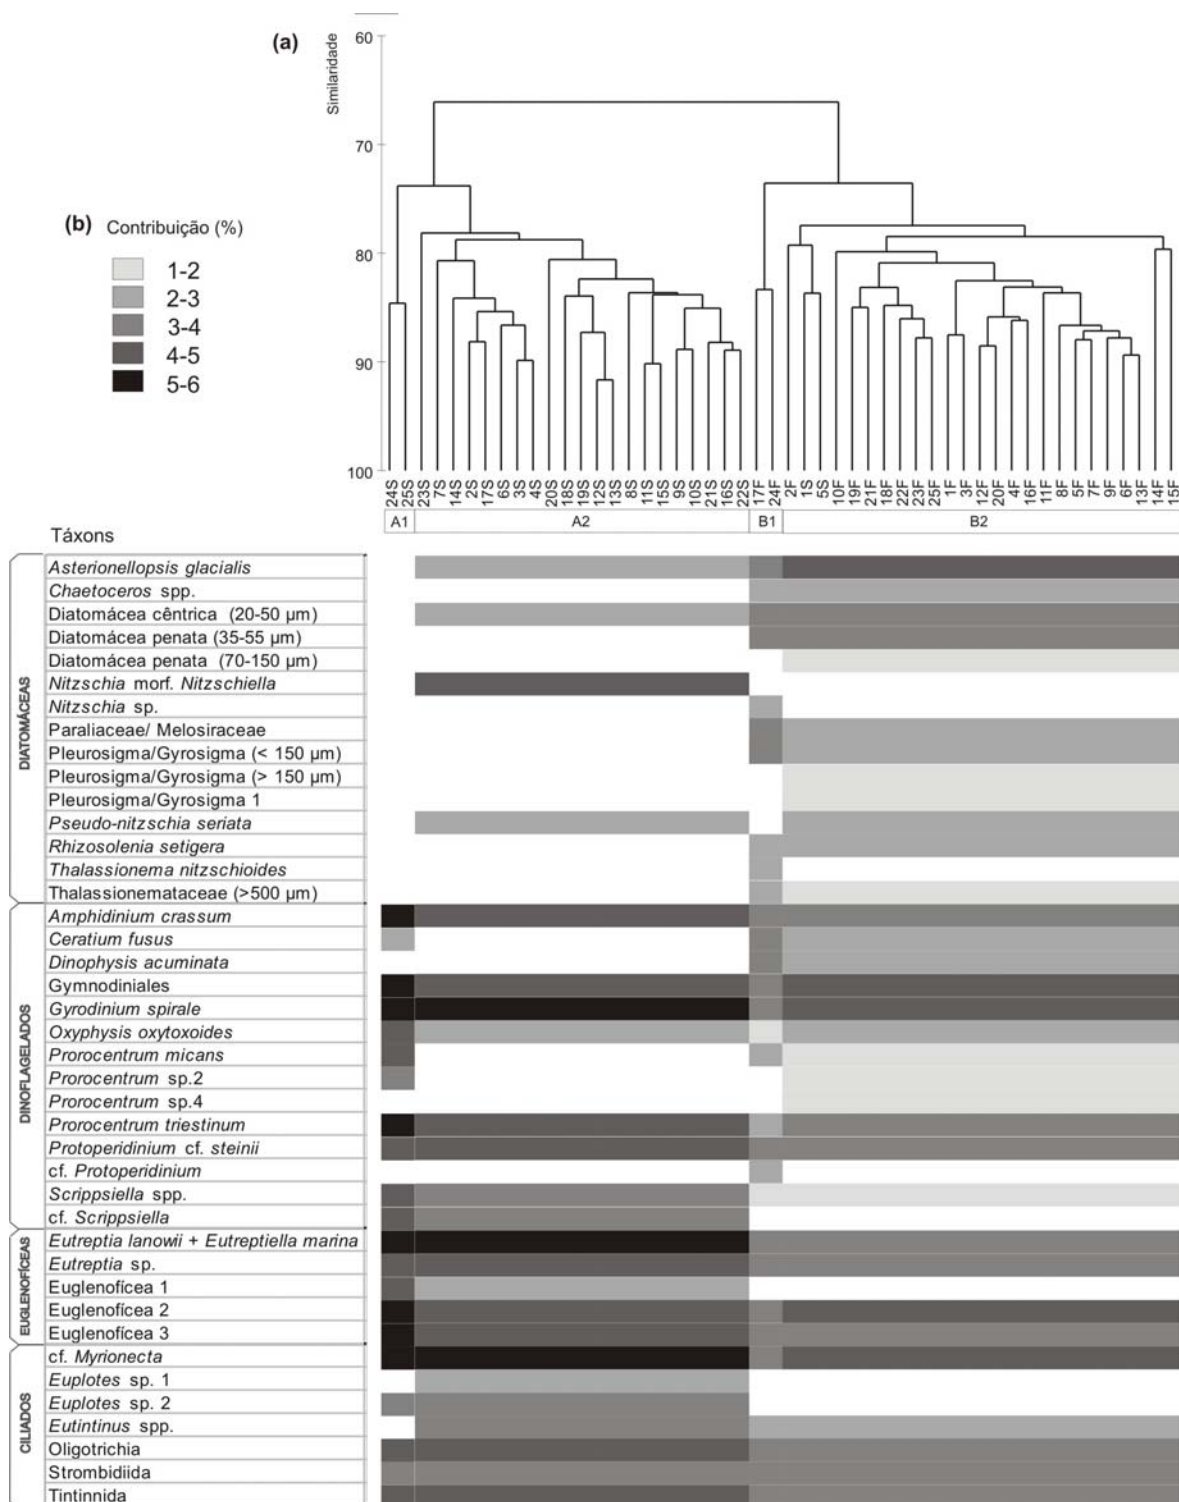 (a)
Similaridade
60
70
80
90
100
(b) Contribuição (%)
1-2
2-3
3-4
4-5
5-6
24S 25S 23S 7S 14S 2S 17S 6S 3S 4S 20S 18S 19S 12S 13S 8S 11S 15S 9S 10S 21S 16S 22S 17F 24F 2F 1S 5S 10F 19F 21F 18F 22F 23F 25F 1F 3F 12F 20F 4F 16F 11F 8F 5F 7F 9F 6F 13F 14F 15F
A1 A2 B1 B2
Táxons
DIATOMÁCEAS
Asterionellopsis glacialis
Chaetoceros spp.
Diatomácea cêntrica (20-50 µm)
Diatomácea penata (35-55 µm)
Diatomácea penata (70-150 µm)
Nitzschia morf. Nitzschiella
Nitzschia sp.
Paraliaceae/ Melosiraceae
Pleurosigma/Gyrosigma (< 150 µm)
Pleurosigma/Gyrosigma (> 150 µm)
Pleurosigma/Gyrosigma 1
Pseudo-nitzschia seriata
Rhizosolenia setigera
Thalassionema nitzschioides
Thalassionemataceae (>500 µm)
DINOFLAGELADOS
Amphidinium crassum
Ceratium fusus
Dinophysis acuminata
Gymnodiniales
Gyrodinium spirale
Oxyphysis oxytoxoides
Prorocentrum micans
Prorocentrum sp.2
Prorocentrum sp.4
Prorocentrum triestinum
Protoperidinium cf. steinii
cf. Protoperidinium
Scrippsiella spp.
cf. Scrippsiella
EUGLENOFÍCEAS
Eutreptia lanowii + Eutreptiella marina
Eutreptia sp.
Euglenofícea 1
Euglenofícea 2
Euglenofícea 3
CILIADOS
cf. Myrionecta
Euplotes sp. 1
Euplotes sp. 2
Eutintinus spp.
Oligotrichia
Strombidiida
Tintinnida